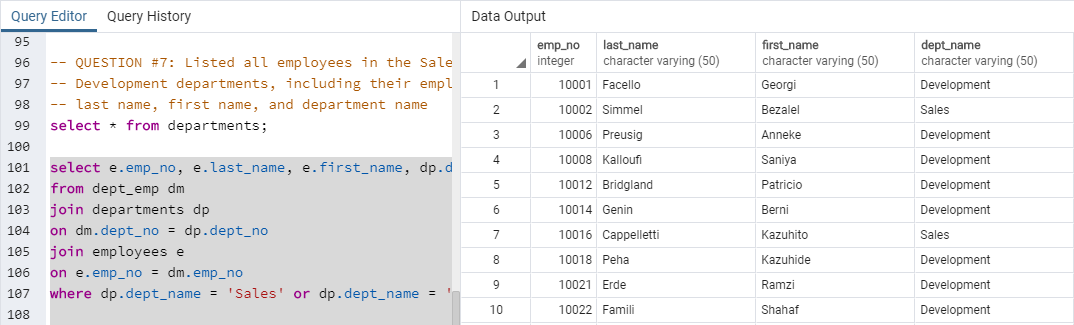 Query Editor Query History
95
96 -- QUESTION #7: Listed all employees in the Sale
97 -- Development departments, including their empl
98 -- last name, first name, and department name
99 select * from departments;
100
101 select e.emp_no, e.last_name, e.first_name, dp.d
102 from dept_emp dm
103 join departments dp
104 on dm.dept_no = dp.dept_no
105 join employees e
106 on e.emp_no = dm.emp_no
107 where dp.dept_name = 'Sales' or dp.dept_name = '
108
Data Output
emp_no last_name first_name dept_name
integer character varying (50) character varying (50) character varying (50)
1 10001 Facello Georgi Development
2 10002 Simmel Bezalel Sales
3 10006 Preusig Anneke Development
4 10008 Kalloufi Saniya Development
5 10012 Bridgland Patricio Development
6 10014 Genin Berni Development
7 10016 Cappelletti Kazuhito Sales
8 10018 Peha Kazuhide Development
9 10021 Erde Ramzi Development
10 10022 Famili Shahaf Development